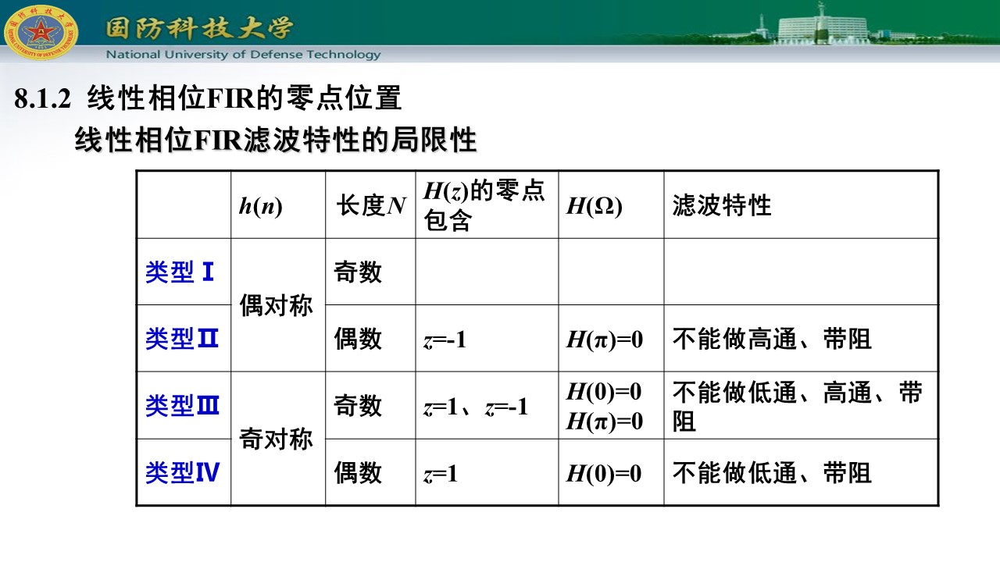 国防科技大学
National University of Defense Technology
8.1.2 线性相位FIR的零点位置
线性相位FIR滤波特性的局限性
h(n)
长度N
H(z)的零点
包含
H(Ω)
滤波特性
类型Ⅰ
偶对称
奇数
类型Ⅱ
偶数
z=-1
H(π)=0
不能做高通、带阻
类型Ⅲ
奇对称
奇数
z=1、z=-1
H(0)=0
H(π)=0
不能做低通、高通、带
阻
类型Ⅳ
偶数
z=1
H(0)=0
不能做低通、带阻